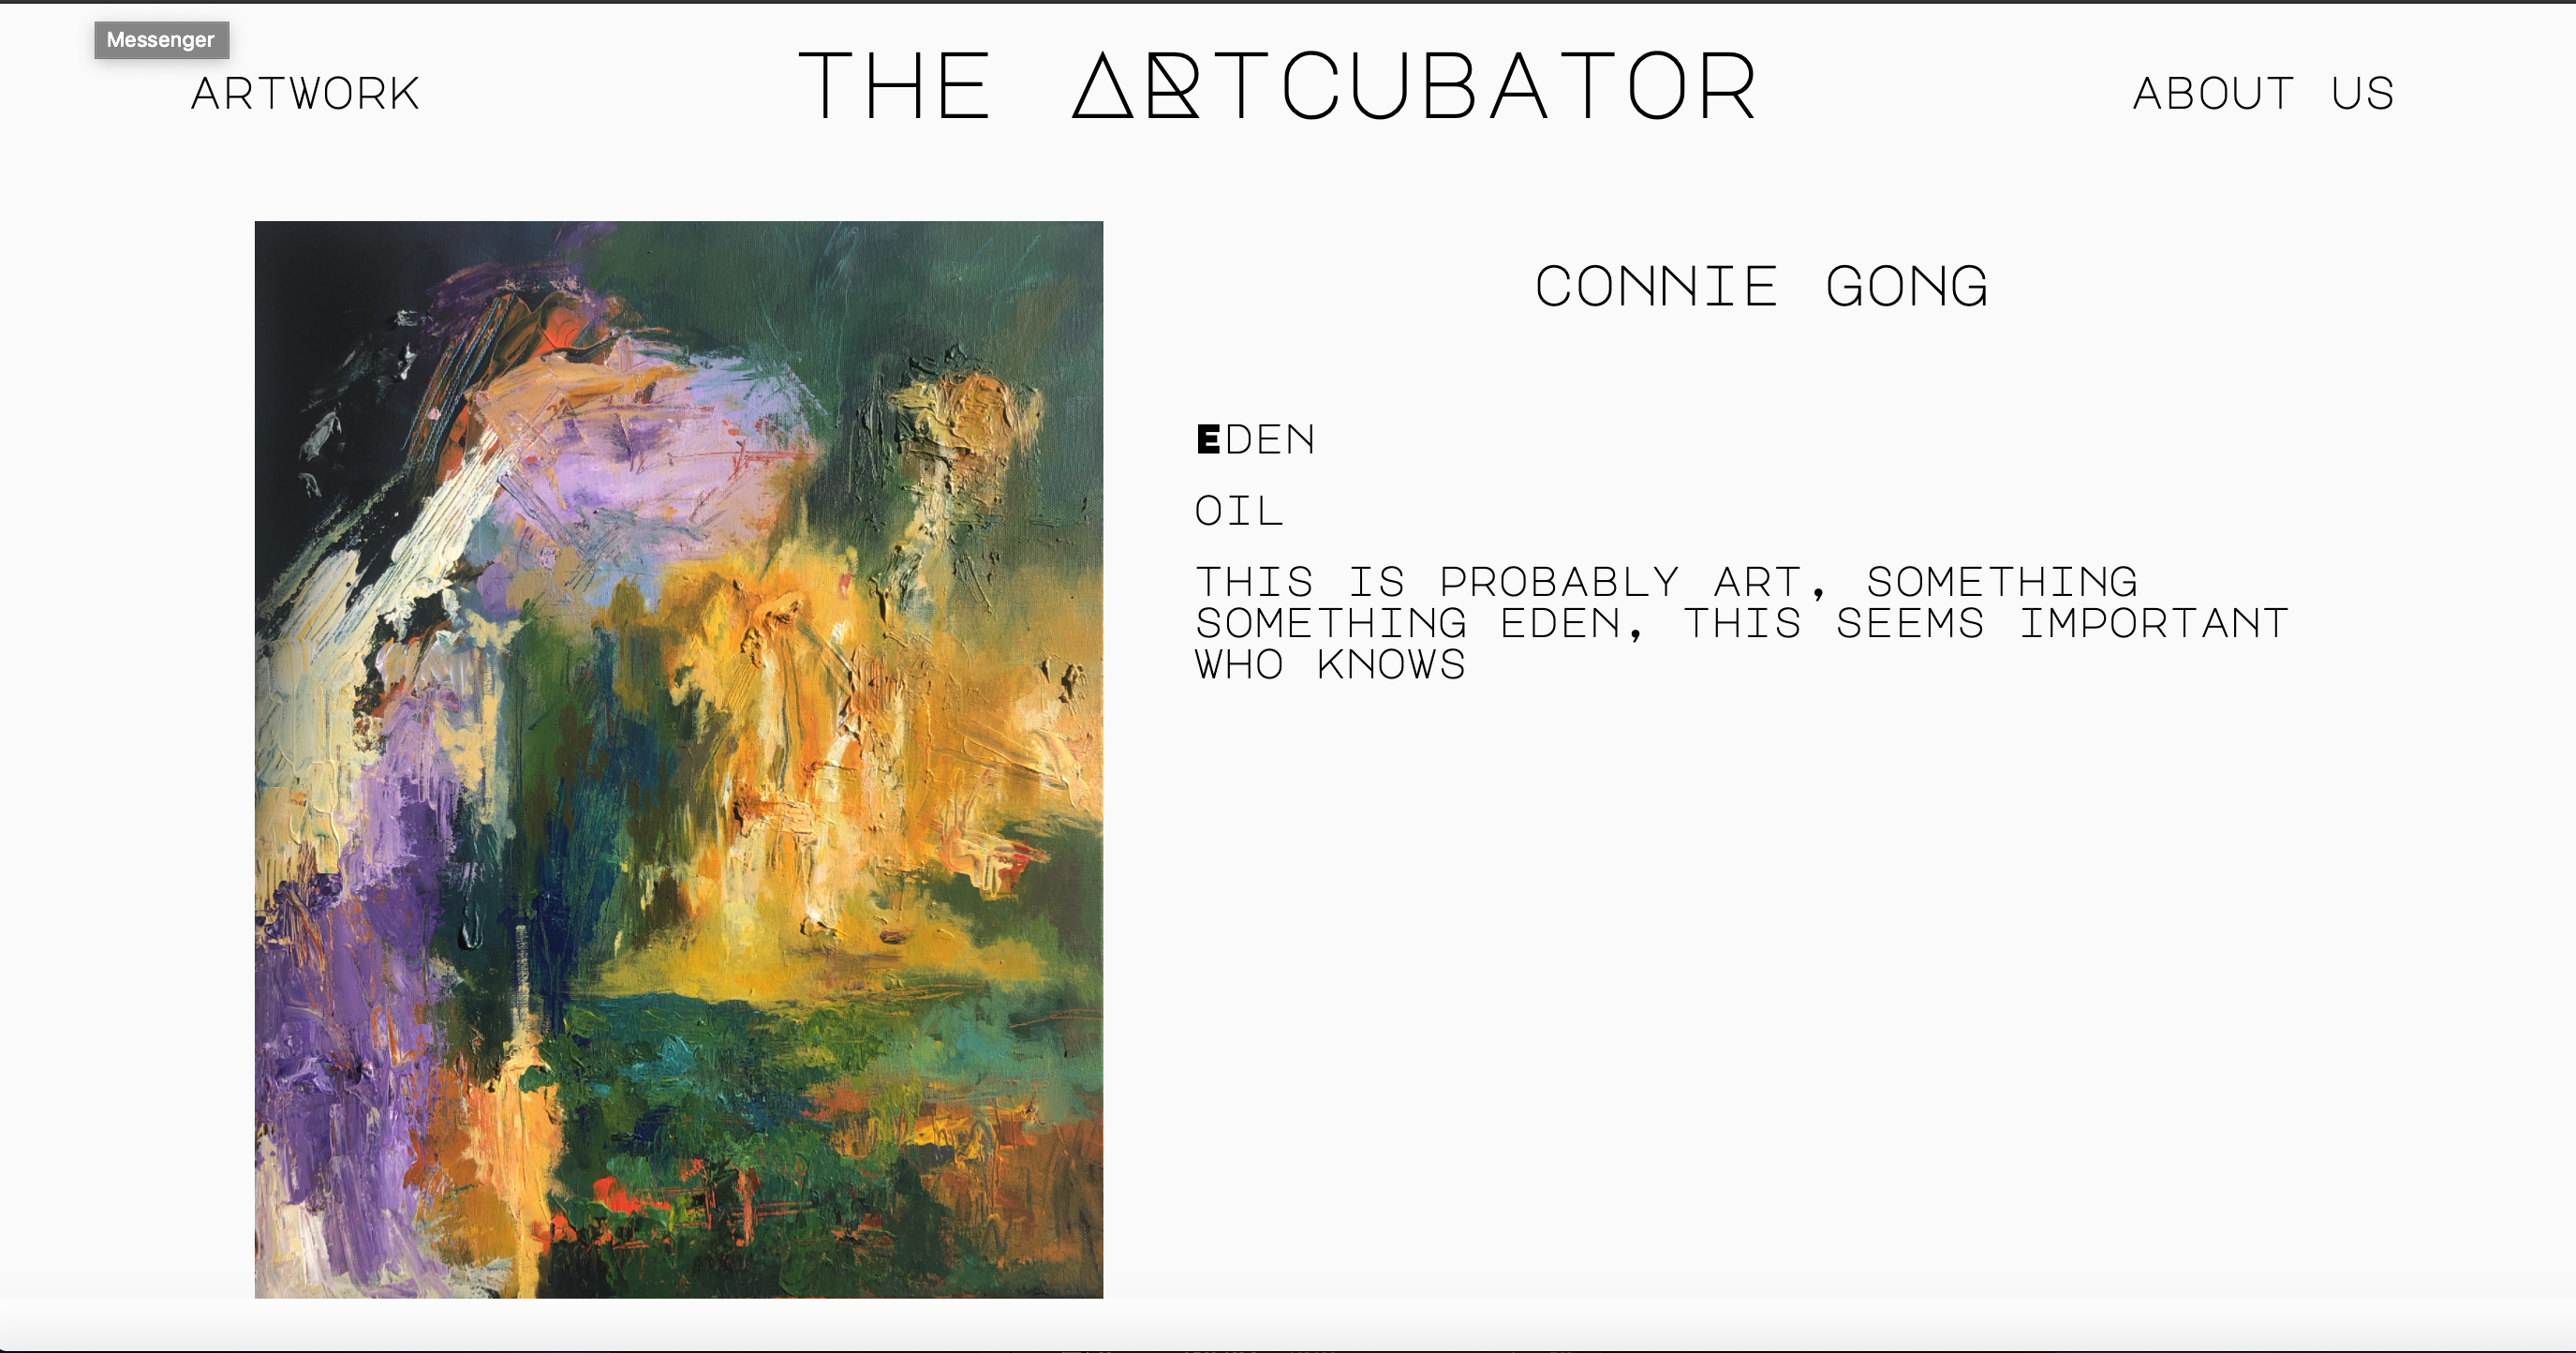 Messenger
ARTWORK
THE ARTCUBATOR
ABOUT US
CONNIE GONG
EDEN
OIL
THIS IS PROBABLY ART, SOMETHING
SOMETHING EDEN, THIS SEEMS IMPORTANT
WHO KNOWS